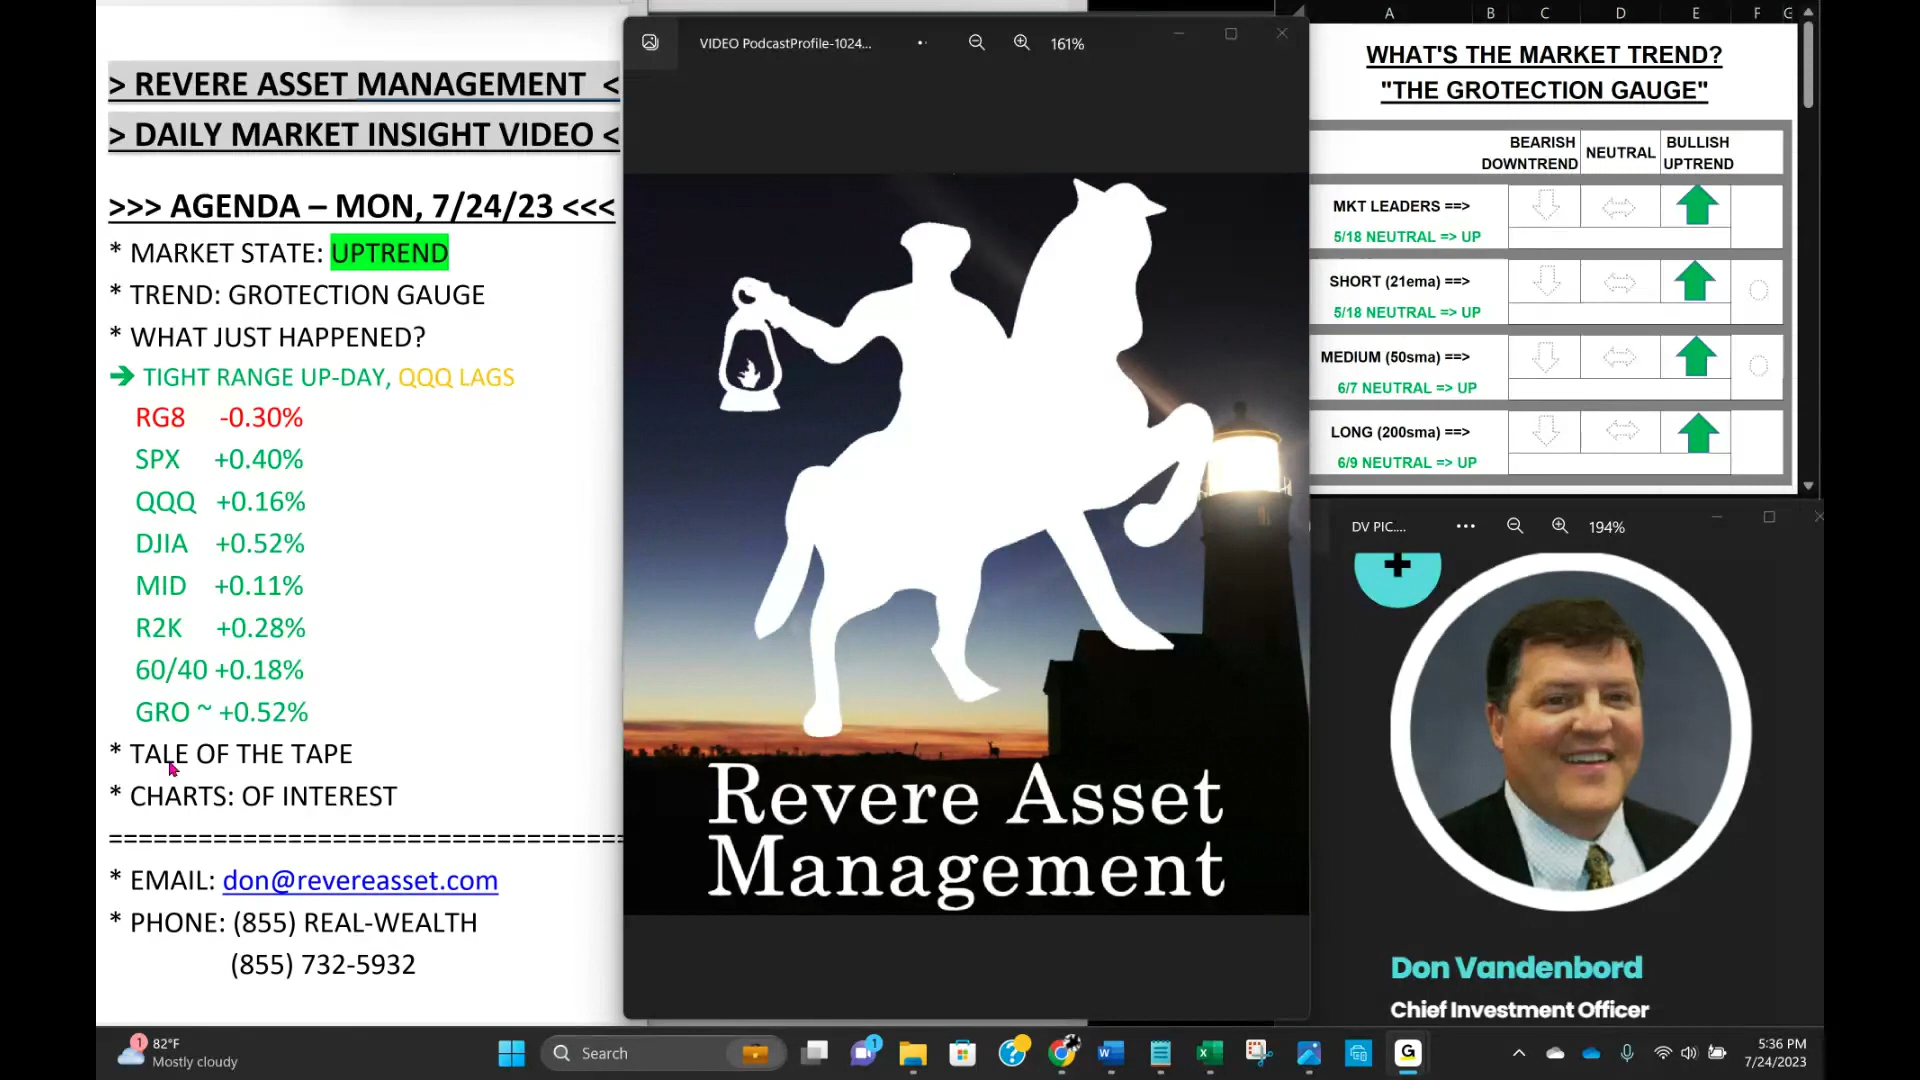 > REVERE ASSET MANAGEMENT <
> DAILY MARKET INSIGHT VIDEO <
>>> AGENDA – MON, 7/24/23 <<<
* MARKET STATE: UPTREND
* TREND: GROTECTION GAUGE
* WHAT JUST HAPPENED?
➔ TIGHT RANGE UP-DAY, QQQ LAGS
RG8 -0.30%
SPX +0.40%
QQQ +0.16%
DJIA +0.52%
MID +0.11%
R2K +0.28%
60/40 +0.18%
GRO ~ +0.52%
* TALE OF THE TAPE
* CHARTS: OF INTEREST
===================================
* EMAIL: don@revereasset.com
* PHONE: (855) REAL-WEALTH
(855) 732-5932
VIDEO PodcastProfile-1024...
161%
Revere Asset
Management
A B C D E F G
WHAT'S THE MARKET TREND?
"THE GROTECTION GAUGE"
BEARISH DOWNTREND NEUTRAL BULLISH UPTREND
MKT LEADERS ==>
5/18 NEUTRAL => UP
SHORT (21ema) ==>
5/18 NEUTRAL => UP
MEDIUM (50sma) ==>
6/7 NEUTRAL => UP
LONG (200sma) ==>
6/9 NEUTRAL => UP
DV PIC....
194%
Don Vandenbord
Chief Investment Officer
1
82°F
Mostly cloudy
Search
1
5:36 PM
7/24/2023